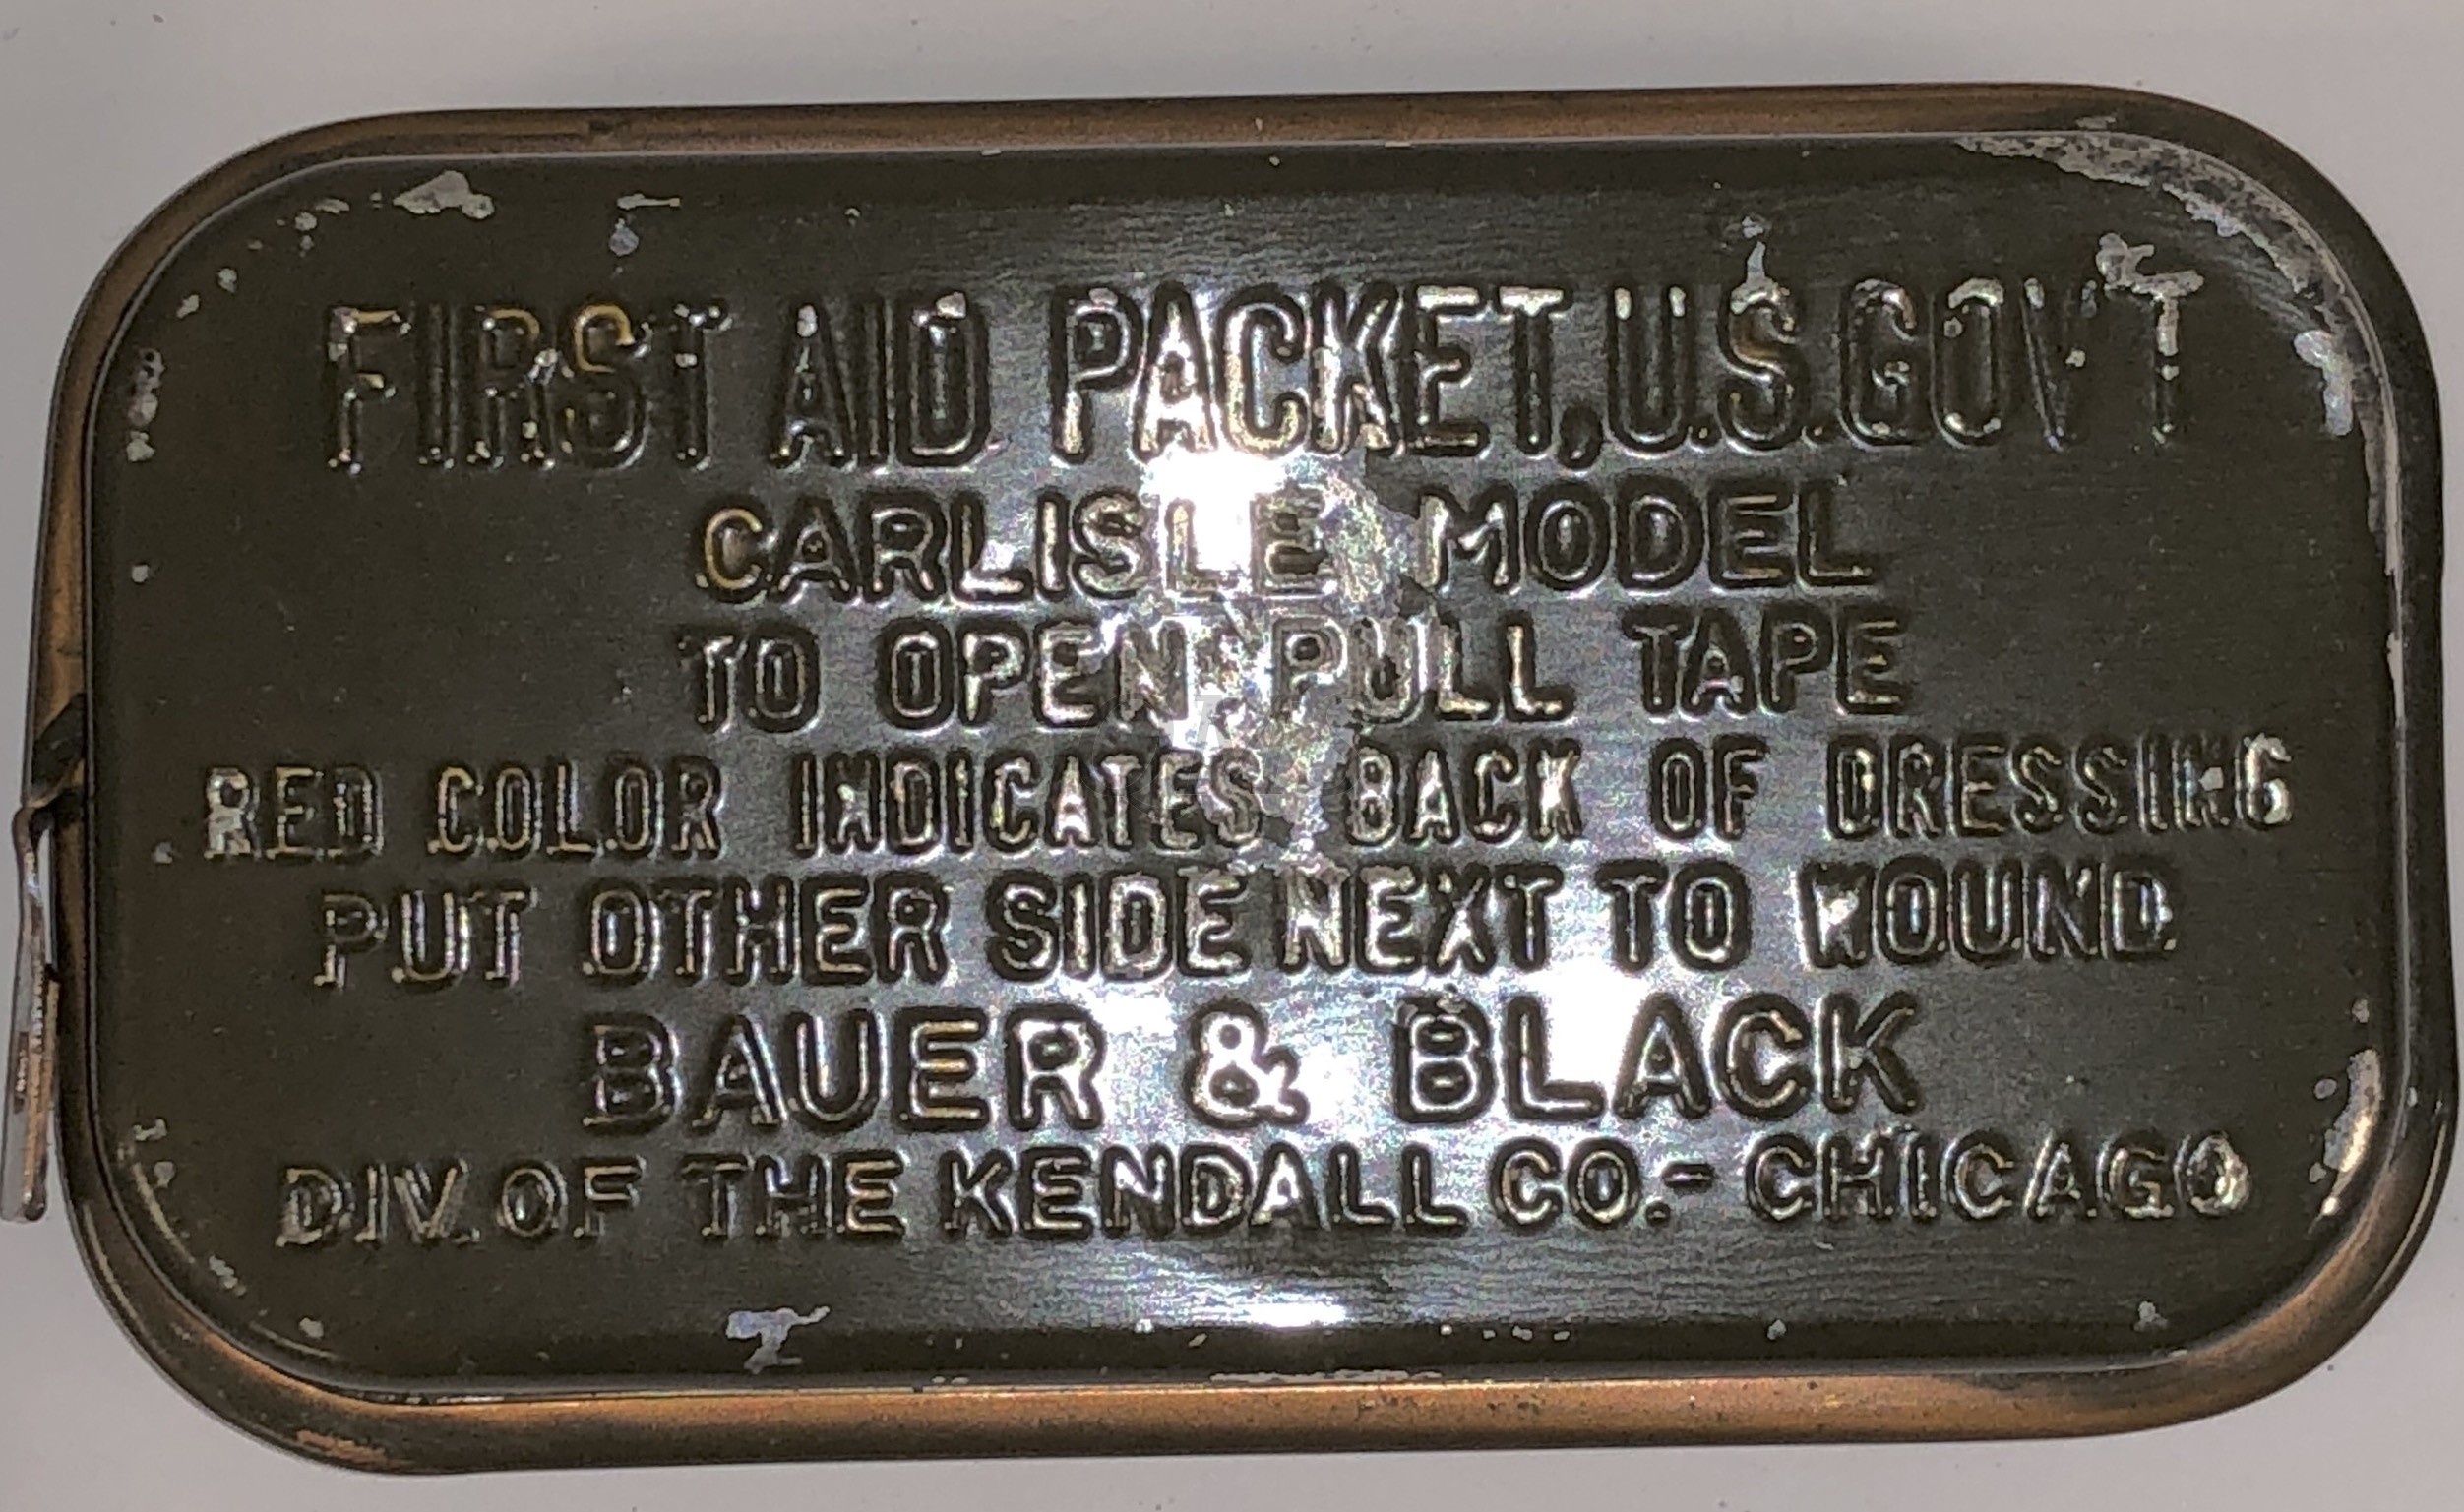 FIRST AID PACKET, U.S. GOV'T
CARLISLE MODEL
TO OPEN PULL TAPE
RED COLOR INDICATES BACK OF DRESSING
PUT OTHER SIDE NEXT TO WOUND
BAUER & BLACK
DIV. OF THE KENDALL CO.- CHICAGO